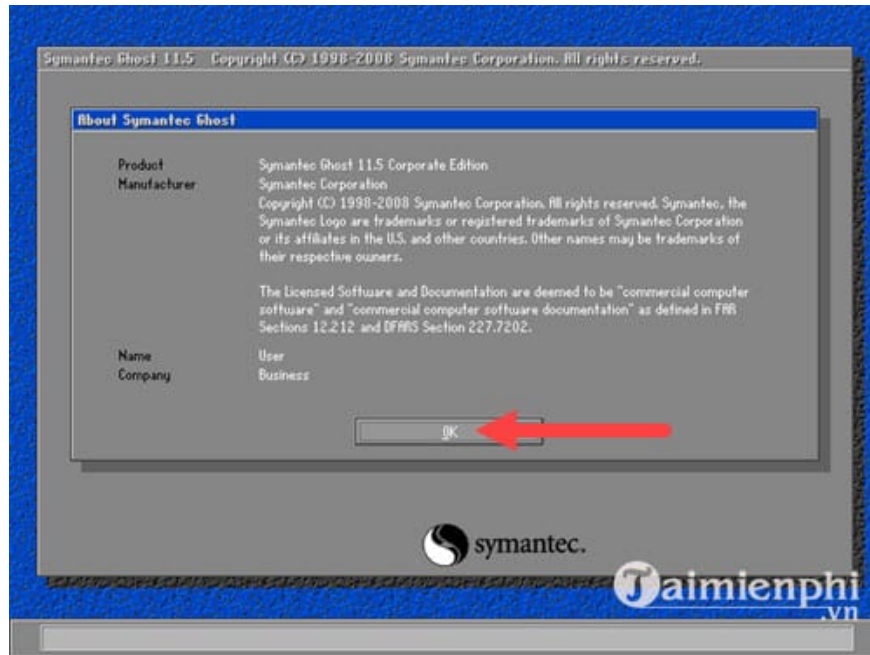 Symantec Ghost 11.5 Copyright (C) 1998-2008 Symantec Corporation. All rights reserved.
About Symantec Ghost
Product Symantec Ghost 11.5 Corporate Edition
Manufacturer Symantec Corporation
Copyright (C) 1998-2008 Symantec Corporation. All rights reserved. Symantec, the
Symantec Logo are trademarks or registered trademarks of Symantec Corporation
or its affiliates in the U.S. and other countries. Other names may be trademarks of
their respective owners.
The Licensed Software and Documentation are deemed to be "commercial computer
software" and "commercial computer software documentation" as defined in FAR
Sections 12.212 and DFARS Section 227.7202.
Name User
Company Business
OK
symantec.
Taimienphi
.vn